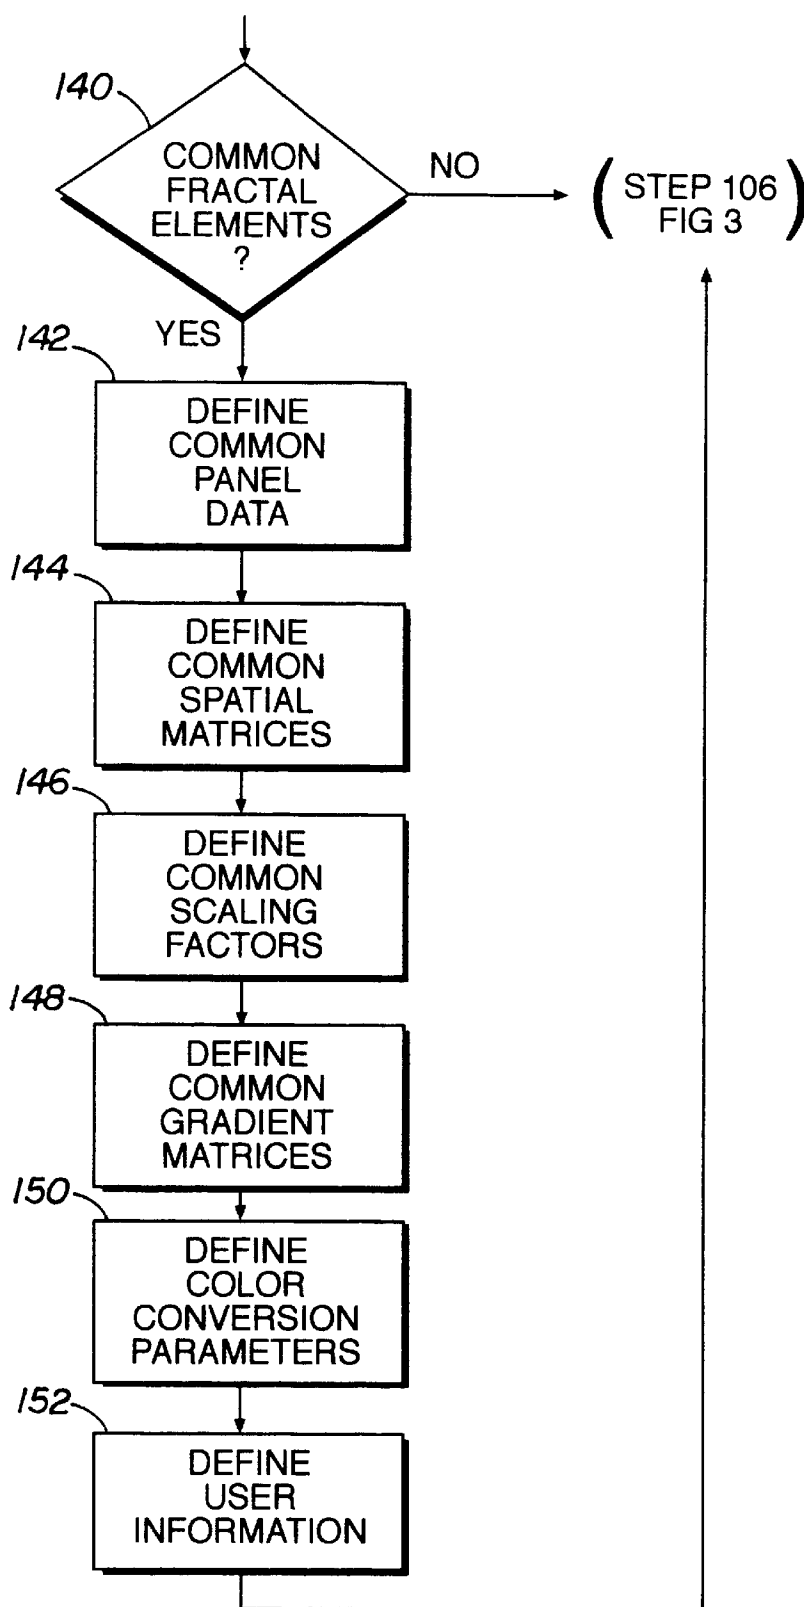 140
COMMON
FRACTAL
ELEMENTS
?
NO
(STEP 106
FIG 3)
YES
142
DEFINE
COMMON
PANEL
DATA
144
DEFINE
COMMON
SPATIAL
MATRICES
146
DEFINE
COMMON
SCALING
FACTORS
148
DEFINE
COMMON
GRADIENT
MATRICES
150
DEFINE
COLOR
CONVERSION
PARAMETERS
152
DEFINE
USER
INFORMATION